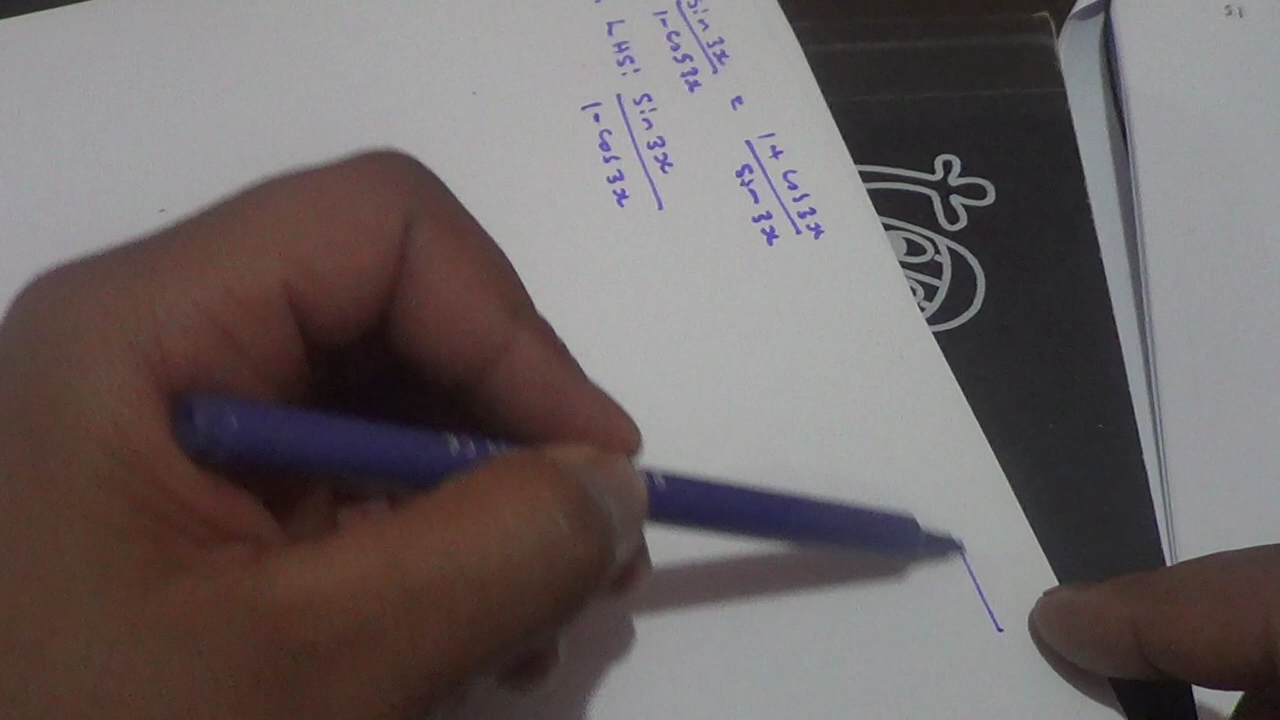 sin 3x / 1-cos 3x = 1+ cos 3x / sin 3x
LHS: sin 3x / 1-cos 3x